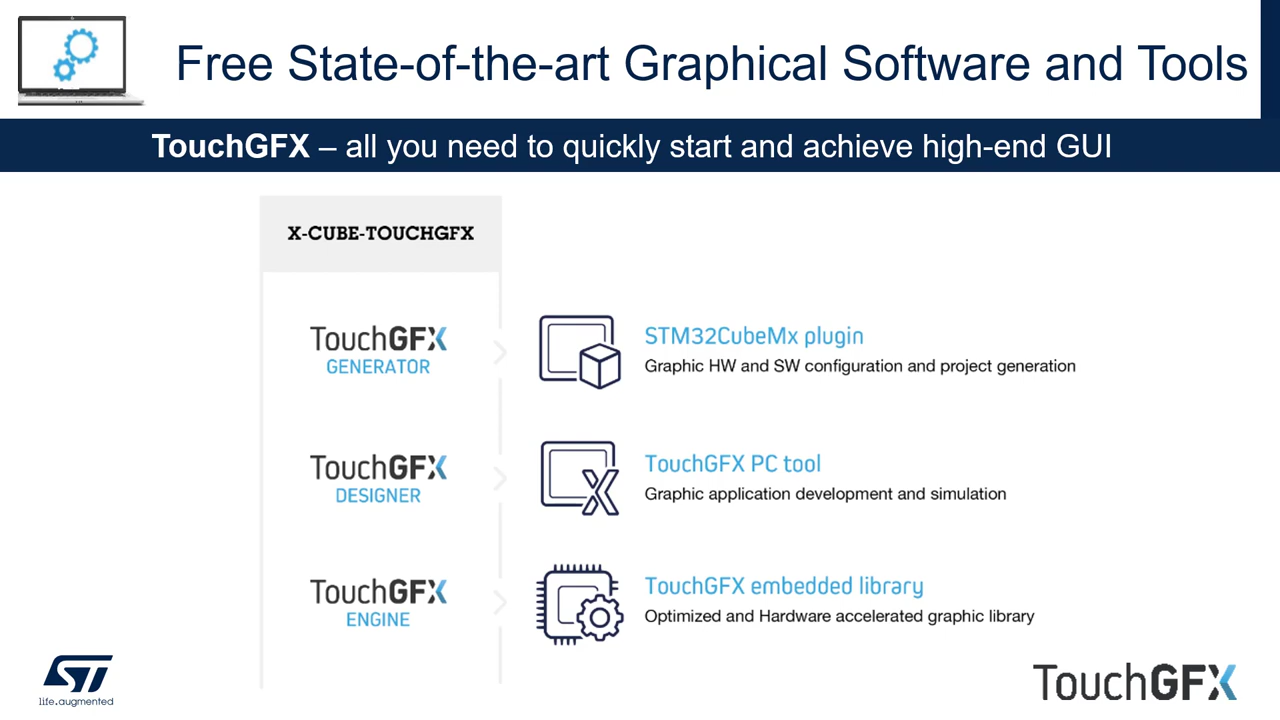 Free State-of-the-art Graphical Software and Tools
TouchGFX – all you need to quickly start and achieve high-end GUI
X-CUBE-TOUCHGFX
TouchGFX
GENERATOR
STM32CubeMx plugin
Graphic HW and SW configuration and project generation
TouchGFX
DESIGNER
TouchGFX PC tool
Graphic application development and simulation
TouchGFX
ENGINE
TouchGFX embedded library
Optimized and Hardware accelerated graphic library
ST
life.augmented
TouchGFX